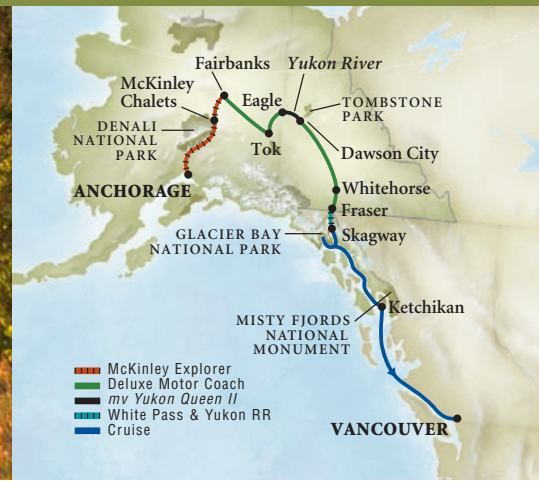 Fairbanks
Yukon River
McKinley
Chalets
Eagle
TOMBSTONE
PARK
DENALI
NATIONAL
PARK
Tok
Dawson City
ANCHORAGE
Whitehorse
Fraser
GLACIER BAY
NATIONAL PARK
Skagway
Ketchikan
MISTY FJORDS
NATIONAL
MONUMENT
McKinley Explorer
Deluxe Motor Coach
mv Yukon Queen II
White Pass & Yukon RR
Cruise
VANCOUVER